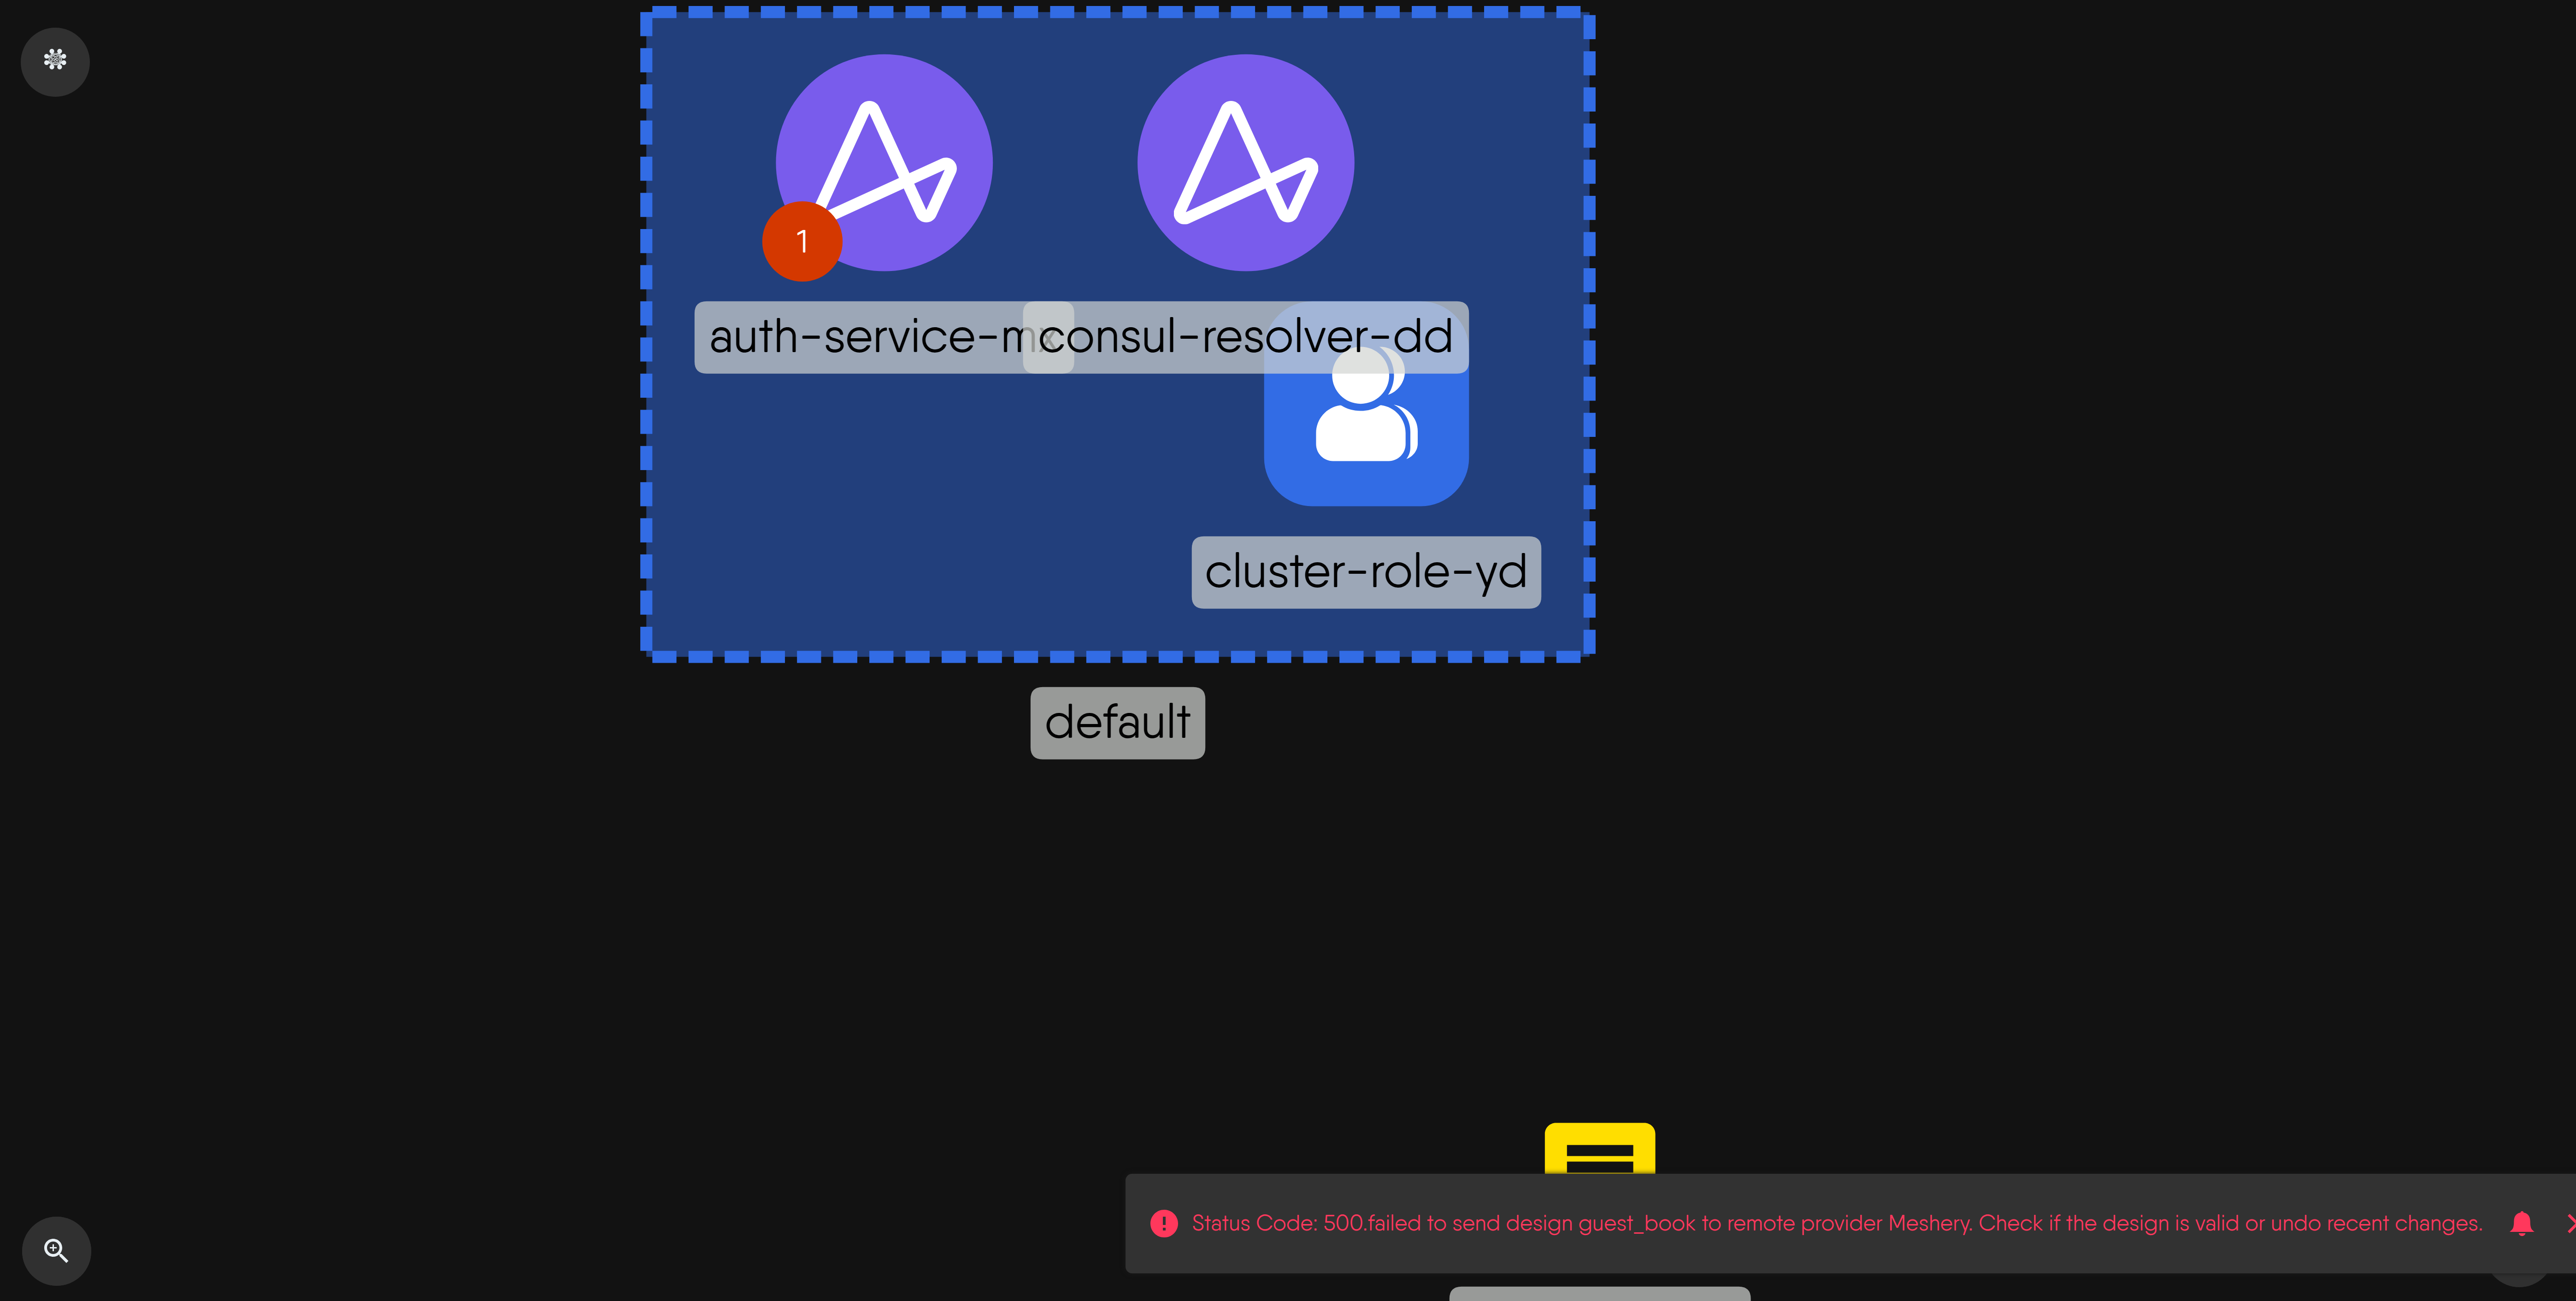 1
auth-service-mx
consul-resolver-dd
cluster-role-yd
default
Status Code: 500.failed to send design guest_book to remote provider Meshery. Check if the design is valid or undo recent changes.